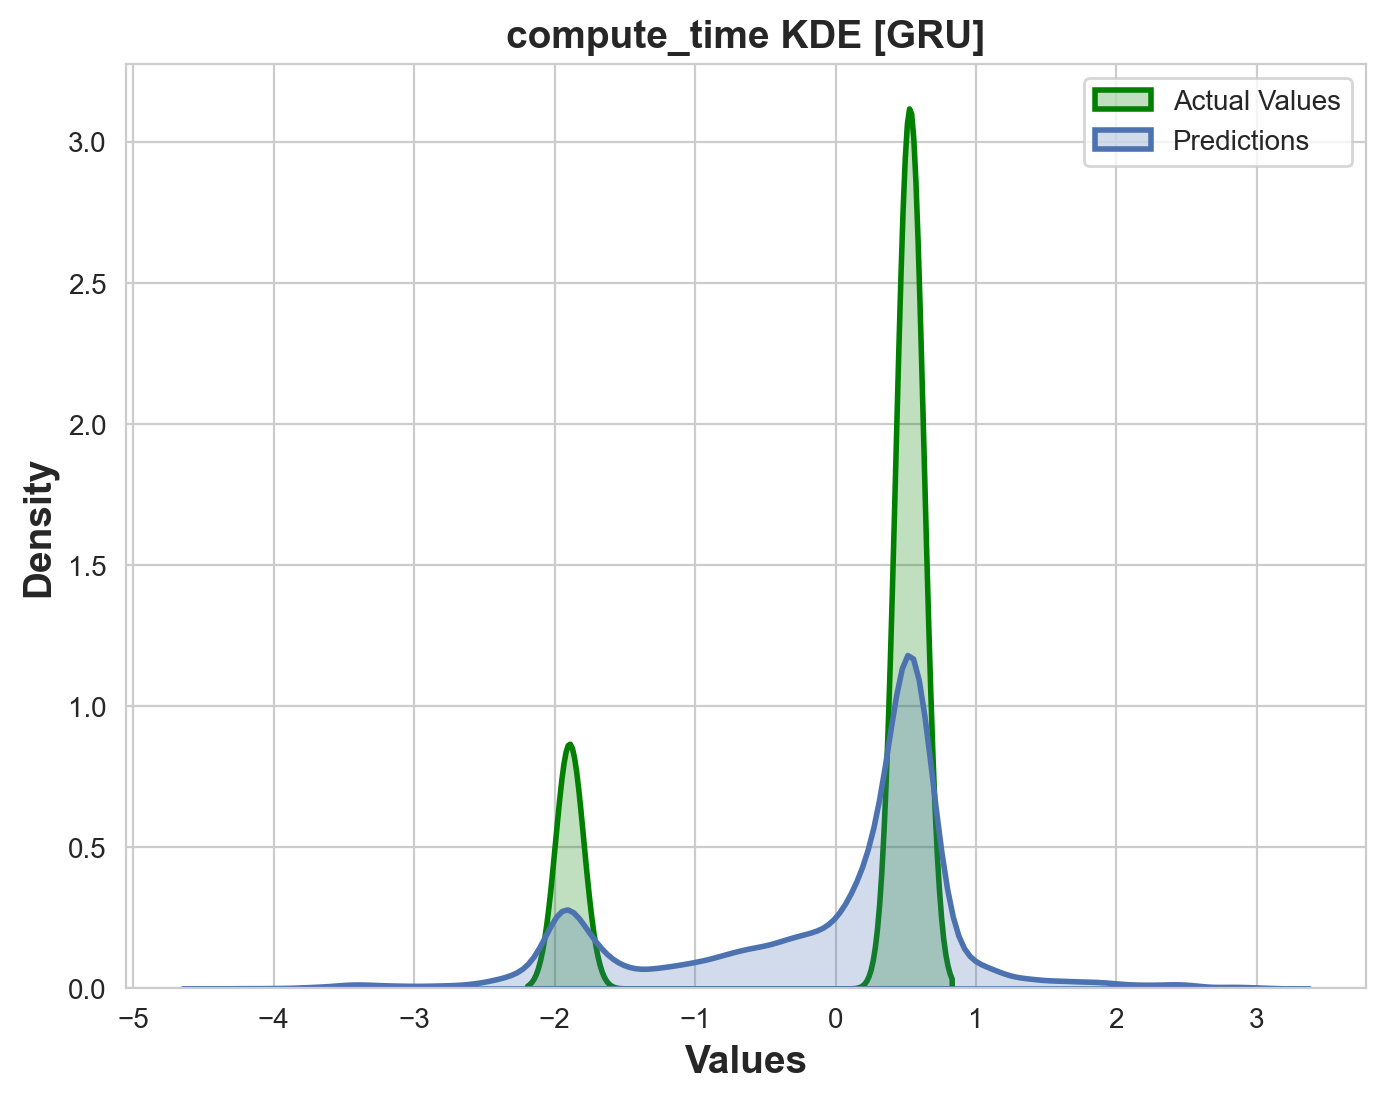 compute_time KDE [GRU]
Actual Values
Predictions
Density
3.0
2.5
2.0
1.5
1.0
0.5
0.0
−5 −4 −3 −2 −1 0 1 2 3
Values